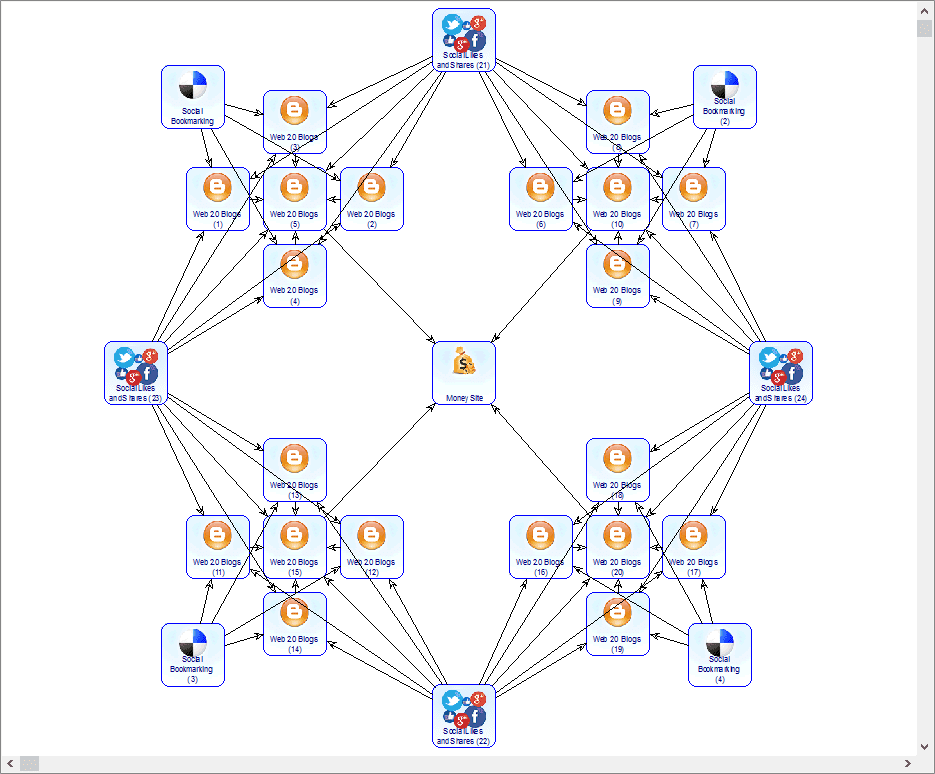 Social Likes
and Shares (21)
Social
Bookmarking
Social
Bookmarking
(2)
Web 20 Blogs
(3)
Web 20 Blogs
(8)
Web 20 Blogs
(1)
Web 20 Blogs
(5)
Web 20 Blogs
(2)
Web 20 Blogs
(6)
Web 20 Blogs
(10)
Web 20 Blogs
(7)
Web 20 Blogs
(4)
Web 20 Blogs
(9)
Social Likes
and Shares (23)
Money Site
Social Likes
and Shares (24)
Web 20 Blogs
(13)
Web 20 Blogs
(18)
Web 20 Blogs
(11)
Web 20 Blogs
(15)
Web 20 Blogs
(12)
Web 20 Blogs
(16)
Web 20 Blogs
(20)
Web 20 Blogs
(17)
Web 20 Blogs
(14)
Web 20 Blogs
(19)
Social
Bookmarking
(3)
Social
Bookmarking
(4)
Social Likes
and Shares (22)